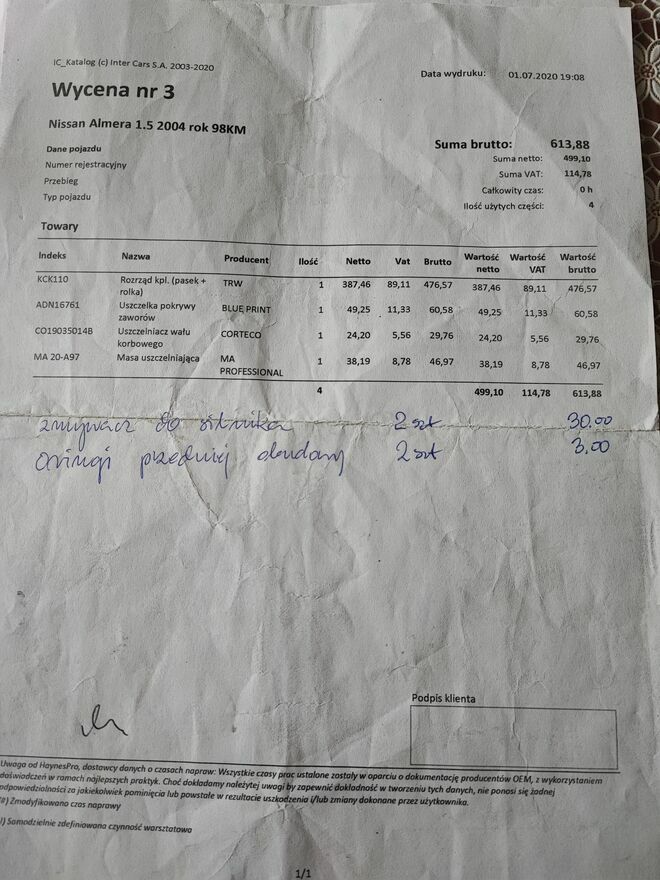 IC_Katalog (c) Inter Cars S.A. 2003-2020
Data wydruku: 01.07.2020 19:08
Wycena nr 3
Nissan Almera 1.5 2004 rok 98KM
Suma brutto: 613,88
Dane pojazdu
Suma netto: 499,10
Numer rejestracyjny
Suma VAT: 114,78
Przebieg
Całkowity czas: 0 h
Typ pojazdu
Ilość użytych części: 4
Towary
Indeks Nazwa Producent Ilość Netto Vat Brutto Wartość netto Wartość VAT Wartość brutto
KCK110 Rozrząd kpl. (pasek + rolka) TRW 1 387,46 89,11 476,57 387,46 89,11 476,57
ADN16761 Uszczelka pokrywy zaworów BLUE PRINT 1 49,25 11,33 60,58 49,25 11,33 60,58
CO19035014B Uszczelniacz wału korbowego CORTECO 1 24,20 5,56 29,76 24,20 5,56 29,76
MA 20-A97 Masa uszczelniająca MA PROFESSIONAL 1 38,19 8,78 46,97 38,19 8,78 46,97
4 499,10 114,78 613,88
zmywacz do silnika 2 szt 30.00
oringi przedniej obudowy 2 szt 3,00
Podpis klienta
Uwaga od HaynesPro, dostawcy danych o czasach napraw: Wszystkie czasy prac ustalone zostały w oparciu o dokumentację producentów OEM, z wykorzystaniem
doświadczeń w ramach najlepszych praktyk. Choć dokładamy należytej uwagi by zapewnić dokładność w tworzeniu tych danych, nie ponosi się żadnej
odpowiedzialności za jakiekolwiek pominięcia lub powstałe w rezultacie uszkodzenia i/lub zmiany dokonane przez użytkownika.
#) Zmodyfikowano czas naprawy
!) Samodzielnie zdefiniowana czynność warsztatowa
1/1